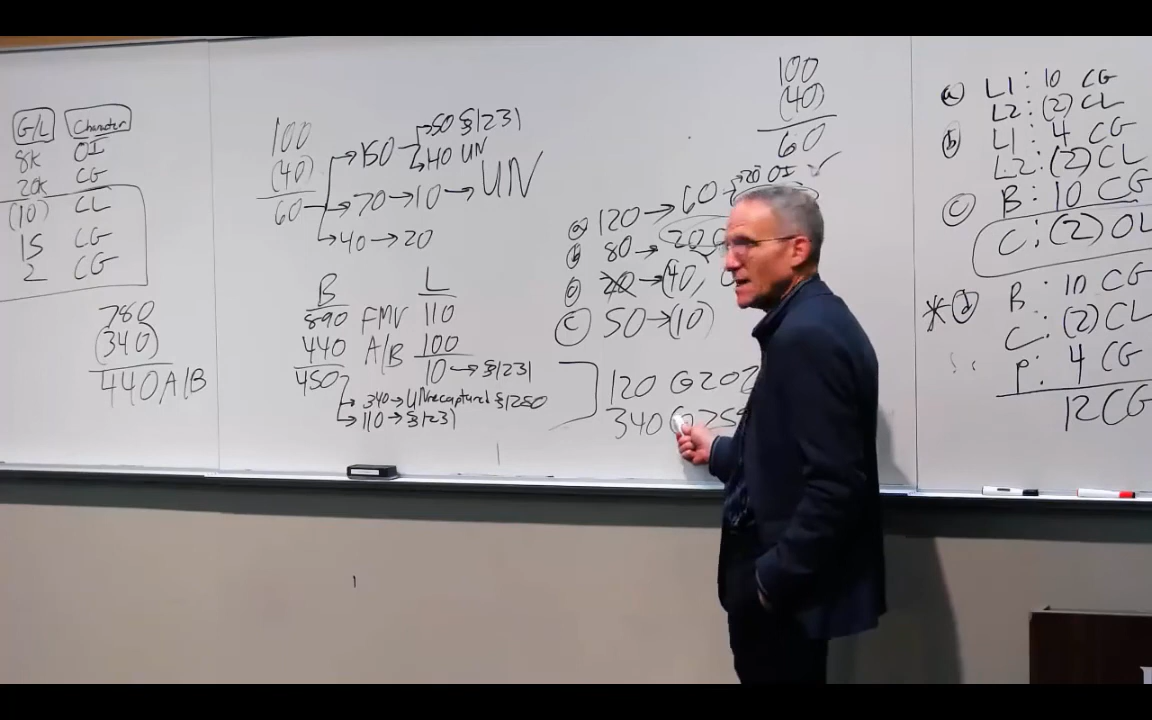 G/L Character
8k OI
20k CG
(10) CL
15 CG
2 CG
780
(340)
440 A/B
100
(40)
60
→150 →50 §1231
→40 UN
→70→10→UN
→40→20
B L
890 FMV 110
440 A/B 100
450 10→§1231
→340→UNrecaptured §1250
→110→§1231
100
(40)
60
ⓐ 120→60→20 OI
ⓑ 80→20
20→(40)
ⓒ 50→(10)
120 G202
340 @ 25
ⓐ L1: 10 CG
L2: (2) CL
ⓑ L1: 4 CG
L2: (2) CL
ⓒ B: 10 CG
C: (2) OL
*ⓓ B: 10 CG
C: (2) CL
P: 4 CG
12 CG